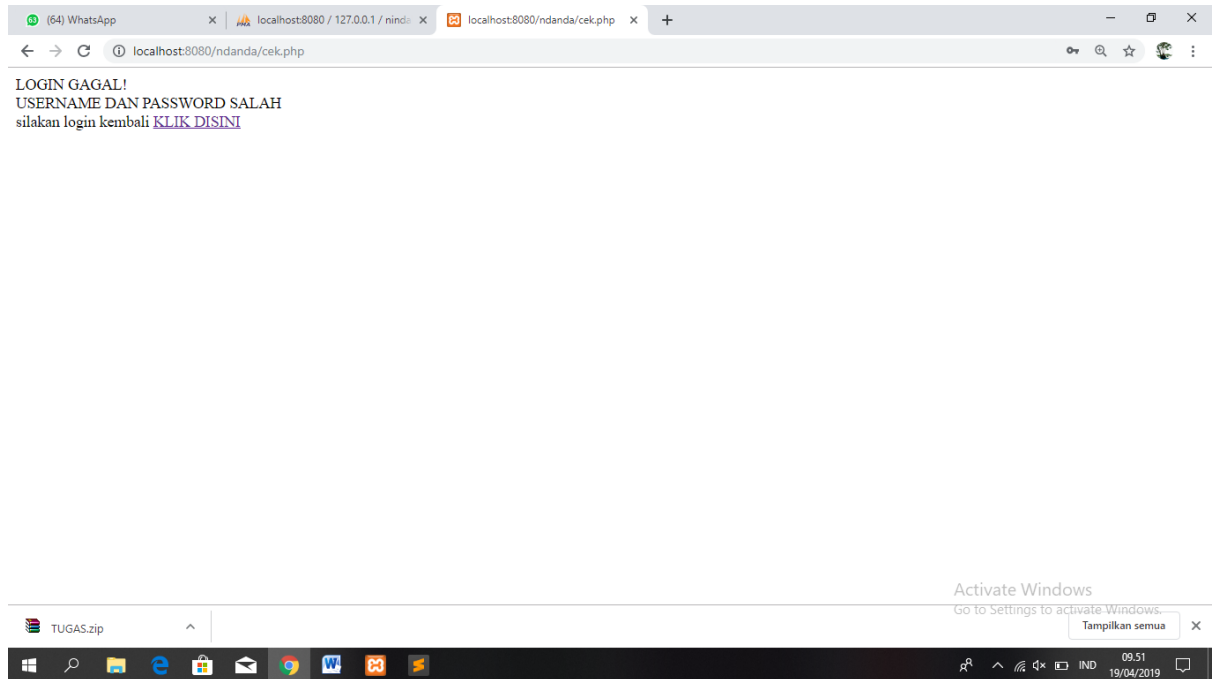 (64) WhatsApp
localhost:8080 / 127.0.0.1 / ninda
localhost:8080/ndanda/cek.php
localhost:8080/ndanda/cek.php
LOGIN GAGAL!
USERNAME DAN PASSWORD SALAH
silakan login kembali KLIK DISINI
Activate Windows
Go to Settings to activate Windows.
TUGAS.zip
Tampilkan semua
IND
09.51
19/04/2019